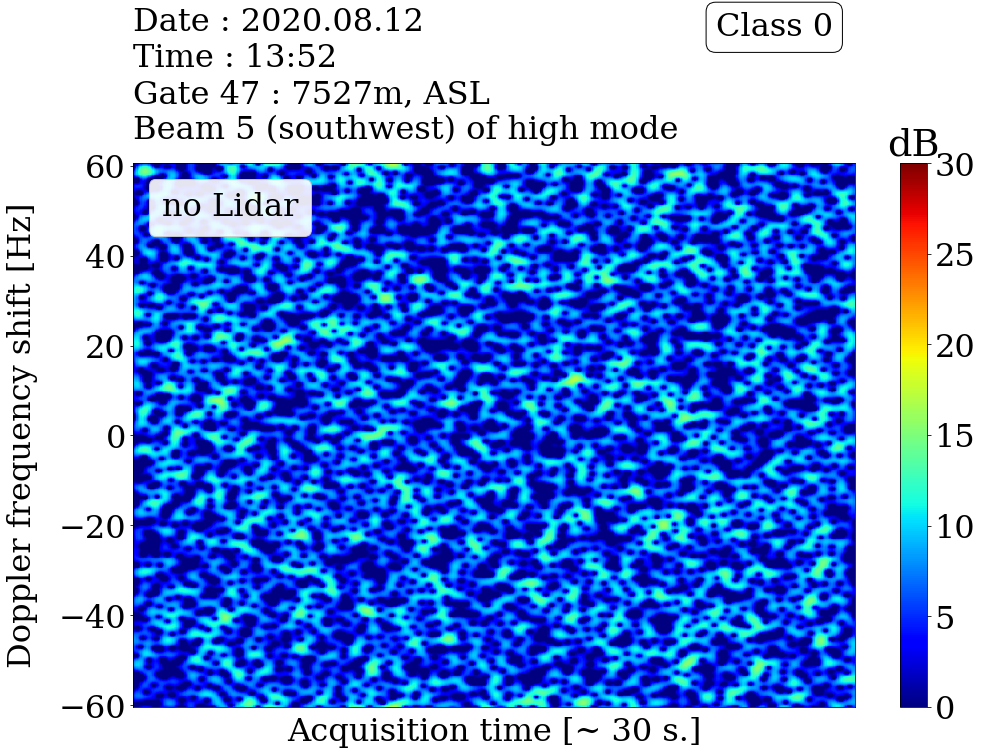 Date : 2020.08.12
Time : 13:52
Gate 47 : 7527m, ASL
Beam 5 (southwest) of high mode
Class 0
dB
no Lidar
Doppler frequency shift [Hz]
60
40
20
0
−20
−40
−60
Acquisition time [~ 30 s.]
30
25
20
15
10
5
0